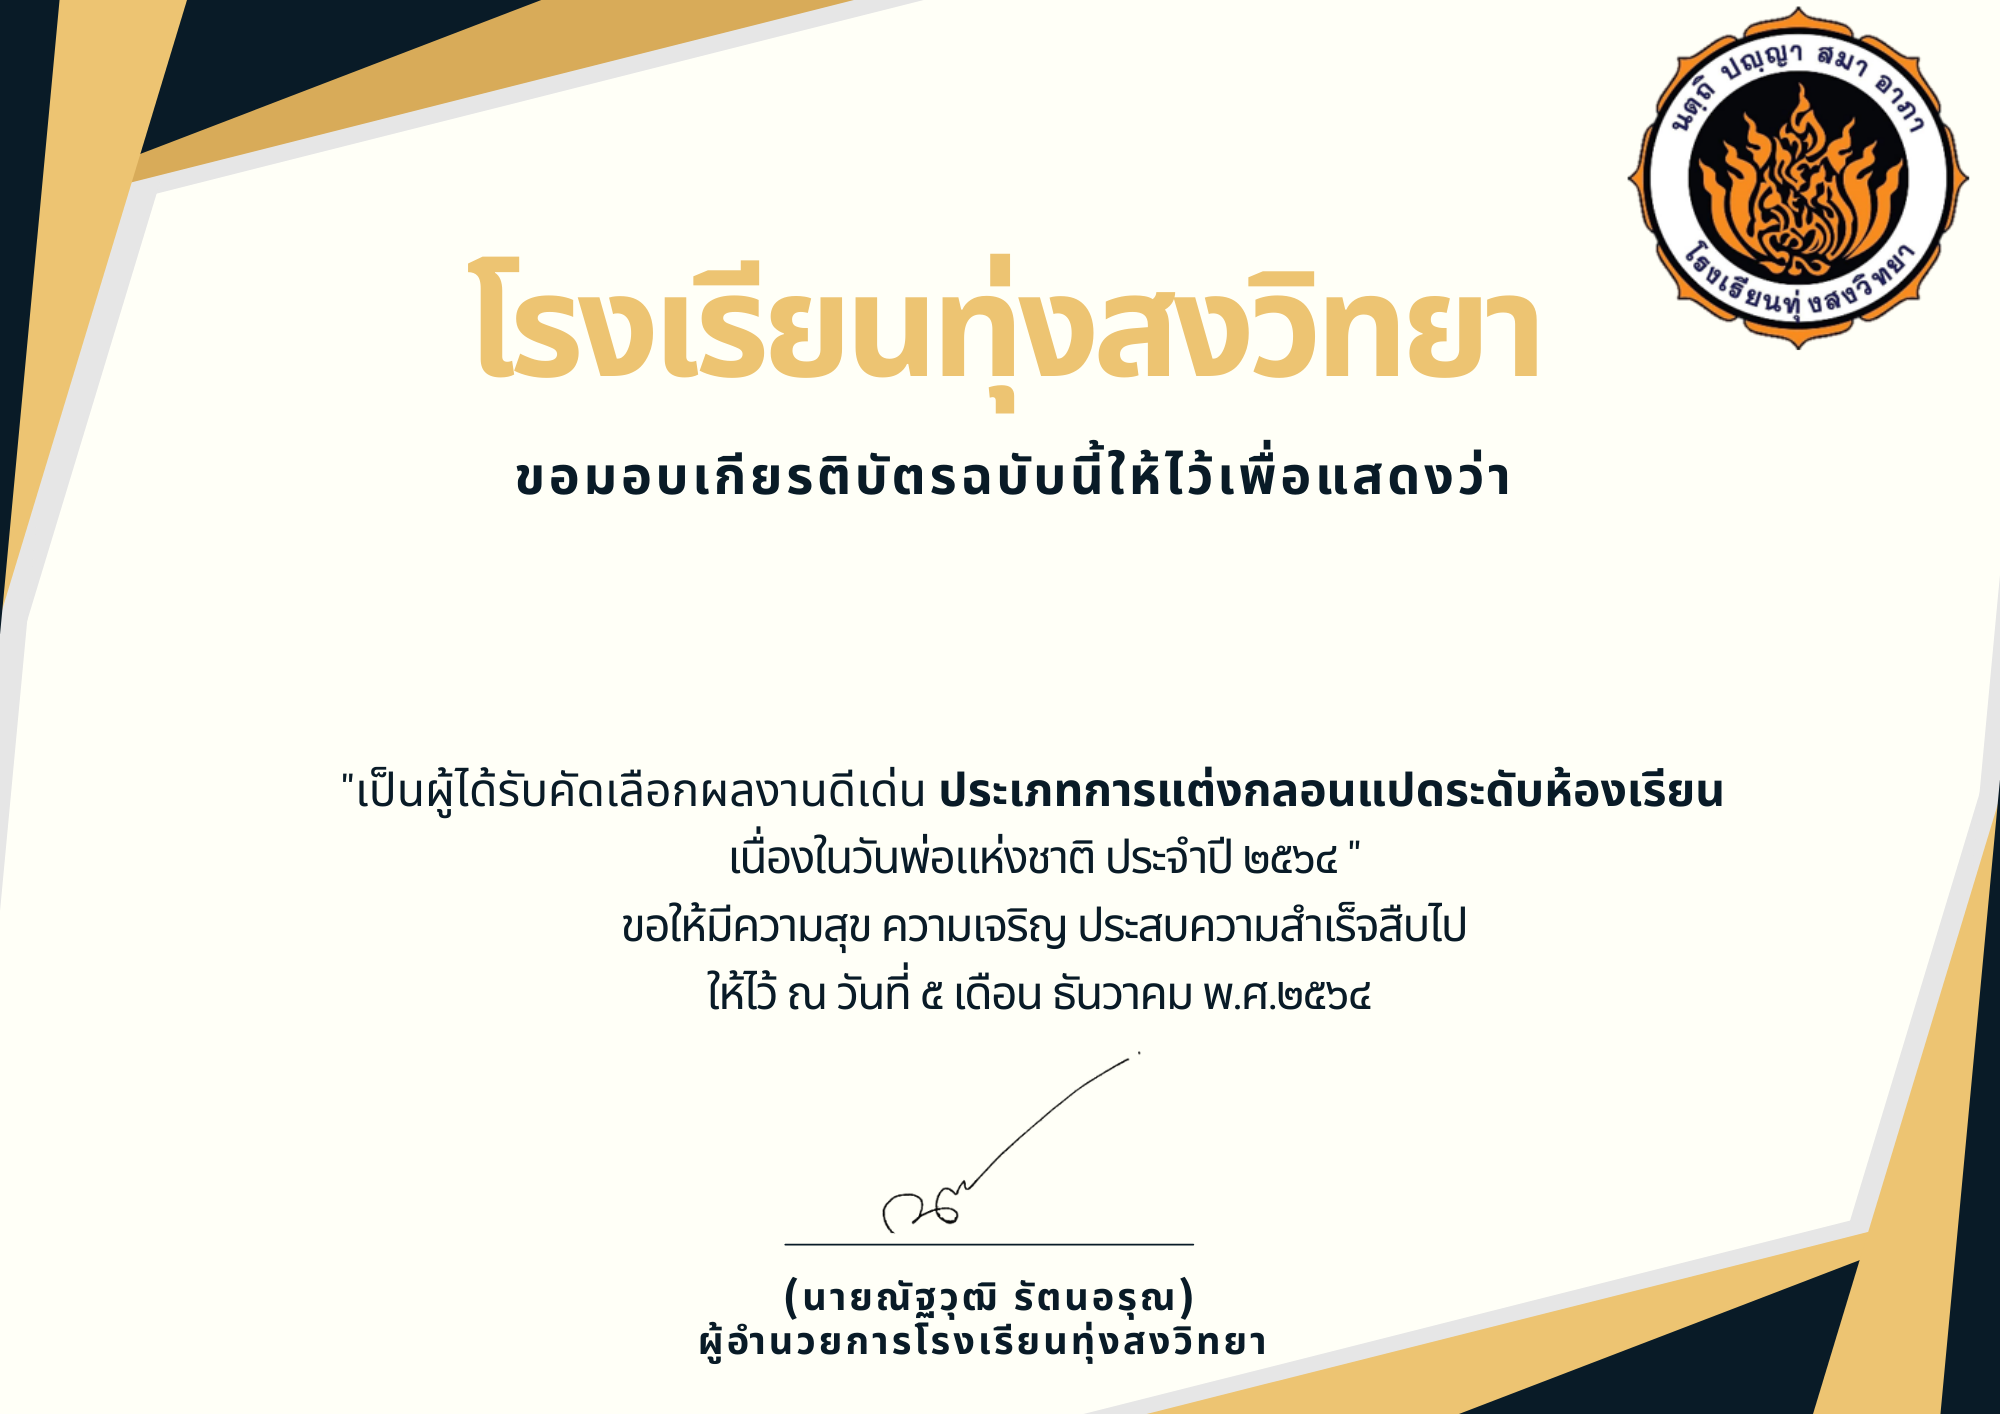 นตฺถิ ปญฺญา สมา อาภา
โรงเรียนทุ่งสงวิทยา
โรงเรียนทุ่งสงวิทยา
ขอมอบเกียรติบัตรฉบับนี้ให้ไว้เพื่อแสดงว่า
"เป็นผู้ได้รับคัดเลือกผลงานดีเด่น ประเภทการแต่งกลอนแปดระดับห้องเรียน
เนื่องในวันพ่อแห่งชาติ ประจำปี ๒๕๖๔ "
ขอให้มีความสุข ความเจริญ ประสบความสำเร็จสืบไป
ให้ไว้ ณ วันที่ ๕ เดือน ธันวาคม พ.ศ.๒๕๖๔
(นายณัฐวุฒิ รัตนอรุณ)
ผู้อำนวยการโรงเรียนทุ่งสงวิทยา